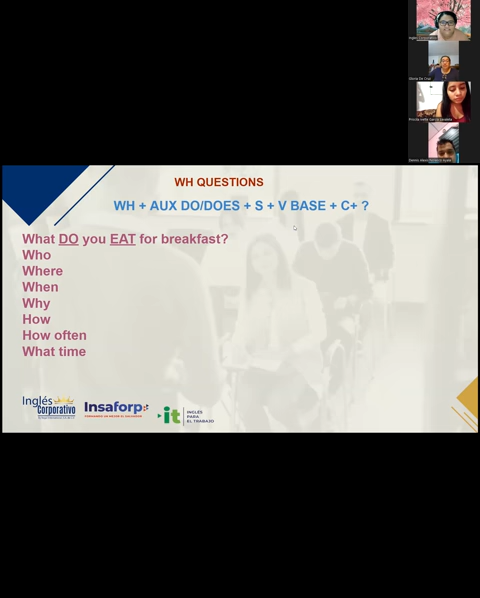 WH QUESTIONS
WH + AUX DO/DOES + S + V BASE + C+ ?
What DO you EAT for breakfast?
Who
Where
When
Why
How
How often
What time
Inglés
Corporativo
Insaforp
it
INGLÉS
PARA
EL TRABAJO